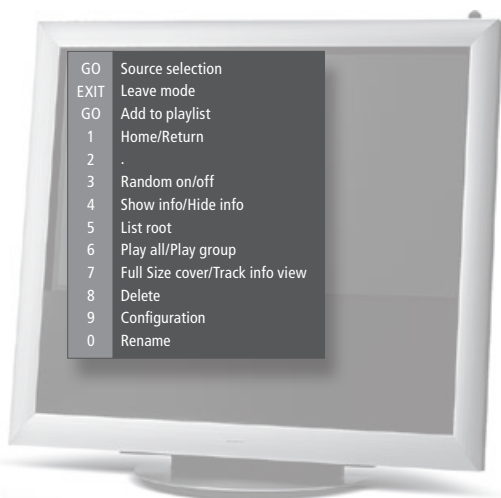 GO Source selection
EXIT Leave mode
GO Add to playlist
1 Home/Return
2 .
3 Random on/off
4 Show info/Hide info
5 List root
6 Play all/Play group
7 Full Size cover/Track info view
8 Delete
9 Configuration
0 Rename